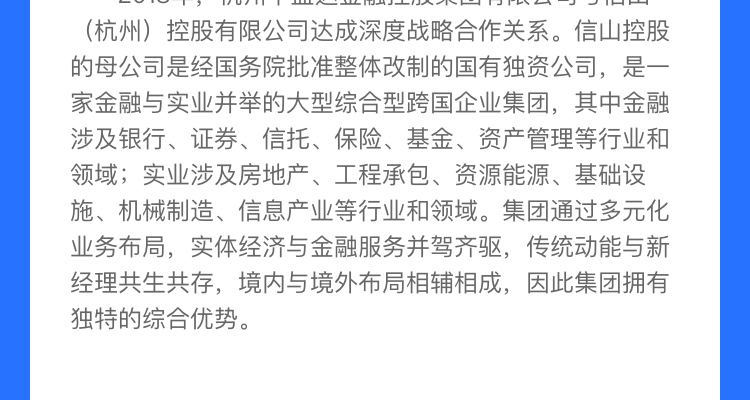 (杭州)控股有限公司达成深度战略合作关系。信山控股
的母公司是经国务院批准整体改制的国有独资公司，是一
家金融与实业并举的大型综合型跨国企业集团，其中金融
涉及银行、证券、信托、保险、基金、资产管理等行业和
领域；实业涉及房地产、工程承包、资源能源、基础设
施、机械制造、信息产业等行业和领域。集团通过多元化
业务布局，实体经济与金融服务并驾齐驱，传统动能与新
经理共生共存，境内与境外布局相辅相成，因此集团拥有
独特的综合优势。